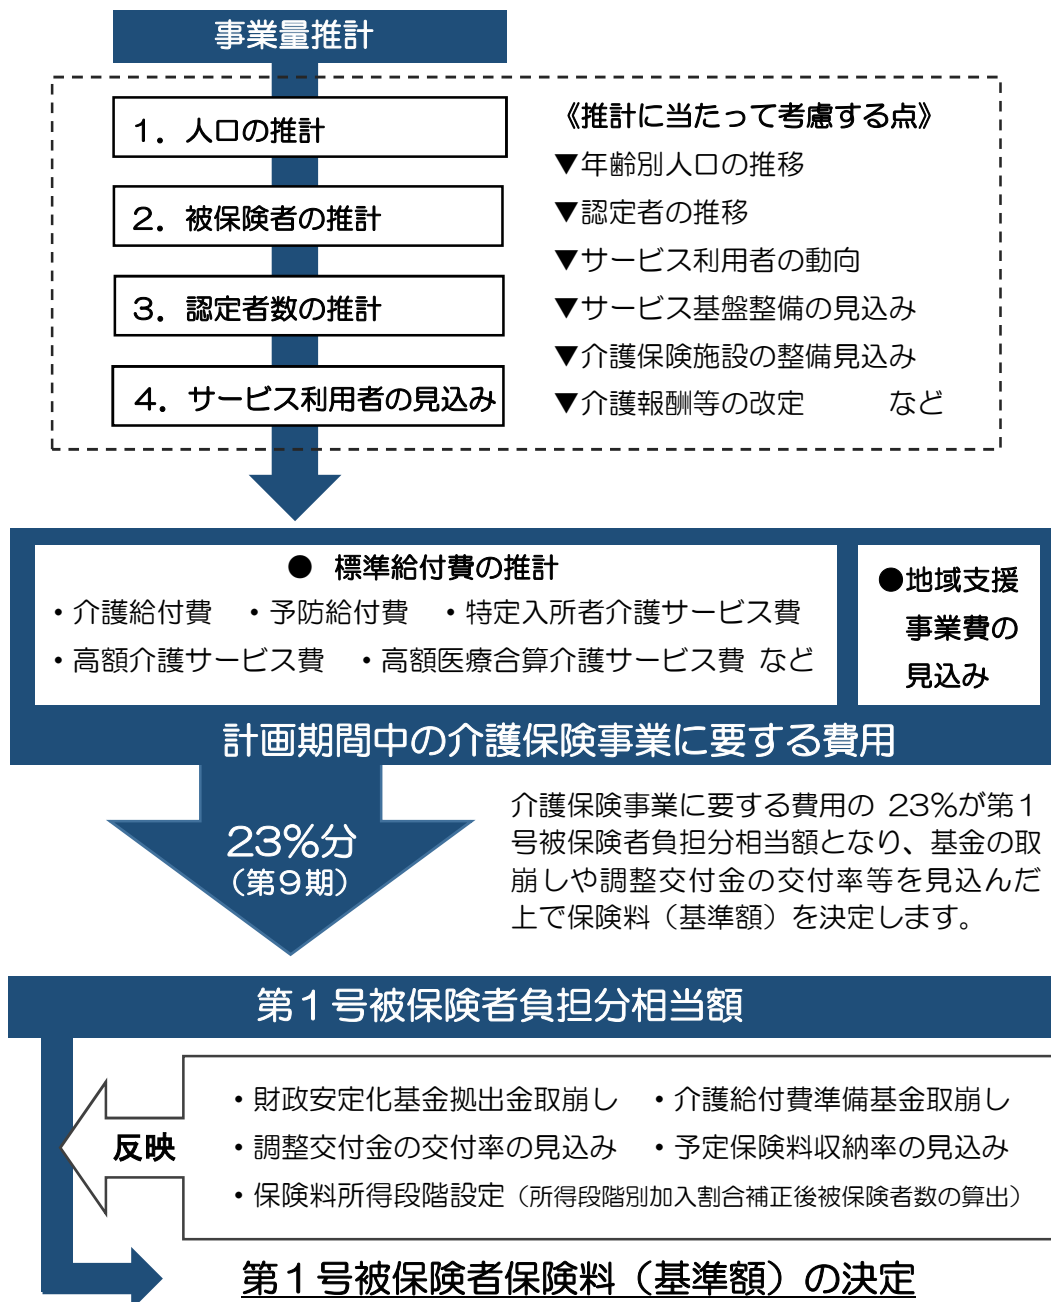 事業量推計
1．人口の推計
2．被保険者の推計
3．認定者数の推計
4．サービス利用者の見込み
《推計に当たって考慮する点》
▼年齢別人口の推移
▼認定者の推移
▼サービス利用者の動向
▼サービス基盤整備の見込み
▼介護保険施設の整備見込み
▼介護報酬等の改定　　など
● 標準給付費の推計
・介護給付費　・予防給付費　・特定入所者介護サービス費
・高額介護サービス費　・高額医療合算介護サービス費 など
●地域支援
事業費の
見込み
計画期間中の介護保険事業に要する費用
23%分
（第９期）
介護保険事業に要する費用の 23%が第１
号被保険者負担分相当額となり、基金の取
崩しや調整交付金の交付率等を見込んだ
上で保険料（基準額）を決定します。
第１号被保険者負担分相当額
反映
・財政安定化基金拠出金取崩し　・介護給付費準備基金取崩し
・調整交付金の交付率の見込み　・予定保険料収納率の見込み
・保険料所得段階設定（所得段階別加入割合補正後被保険者数の算出）
第１号被保険者保険料（基準額）の決定